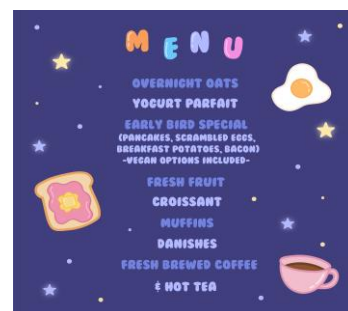 MENU
OVERNIGHT OATS
YOGURT PARFAIT
EARLY BIRD SPECIAL
(PANCAKES, SCRAMBLED EGGS,
BREAKFAST POTATOES, BACON)
-VEGAN OPTIONS INCLUDED-
FRESH FRUIT
CROISSANT
MUFFINS
DANISHES
FRESH BREWED COFFEE
& HOT TEA